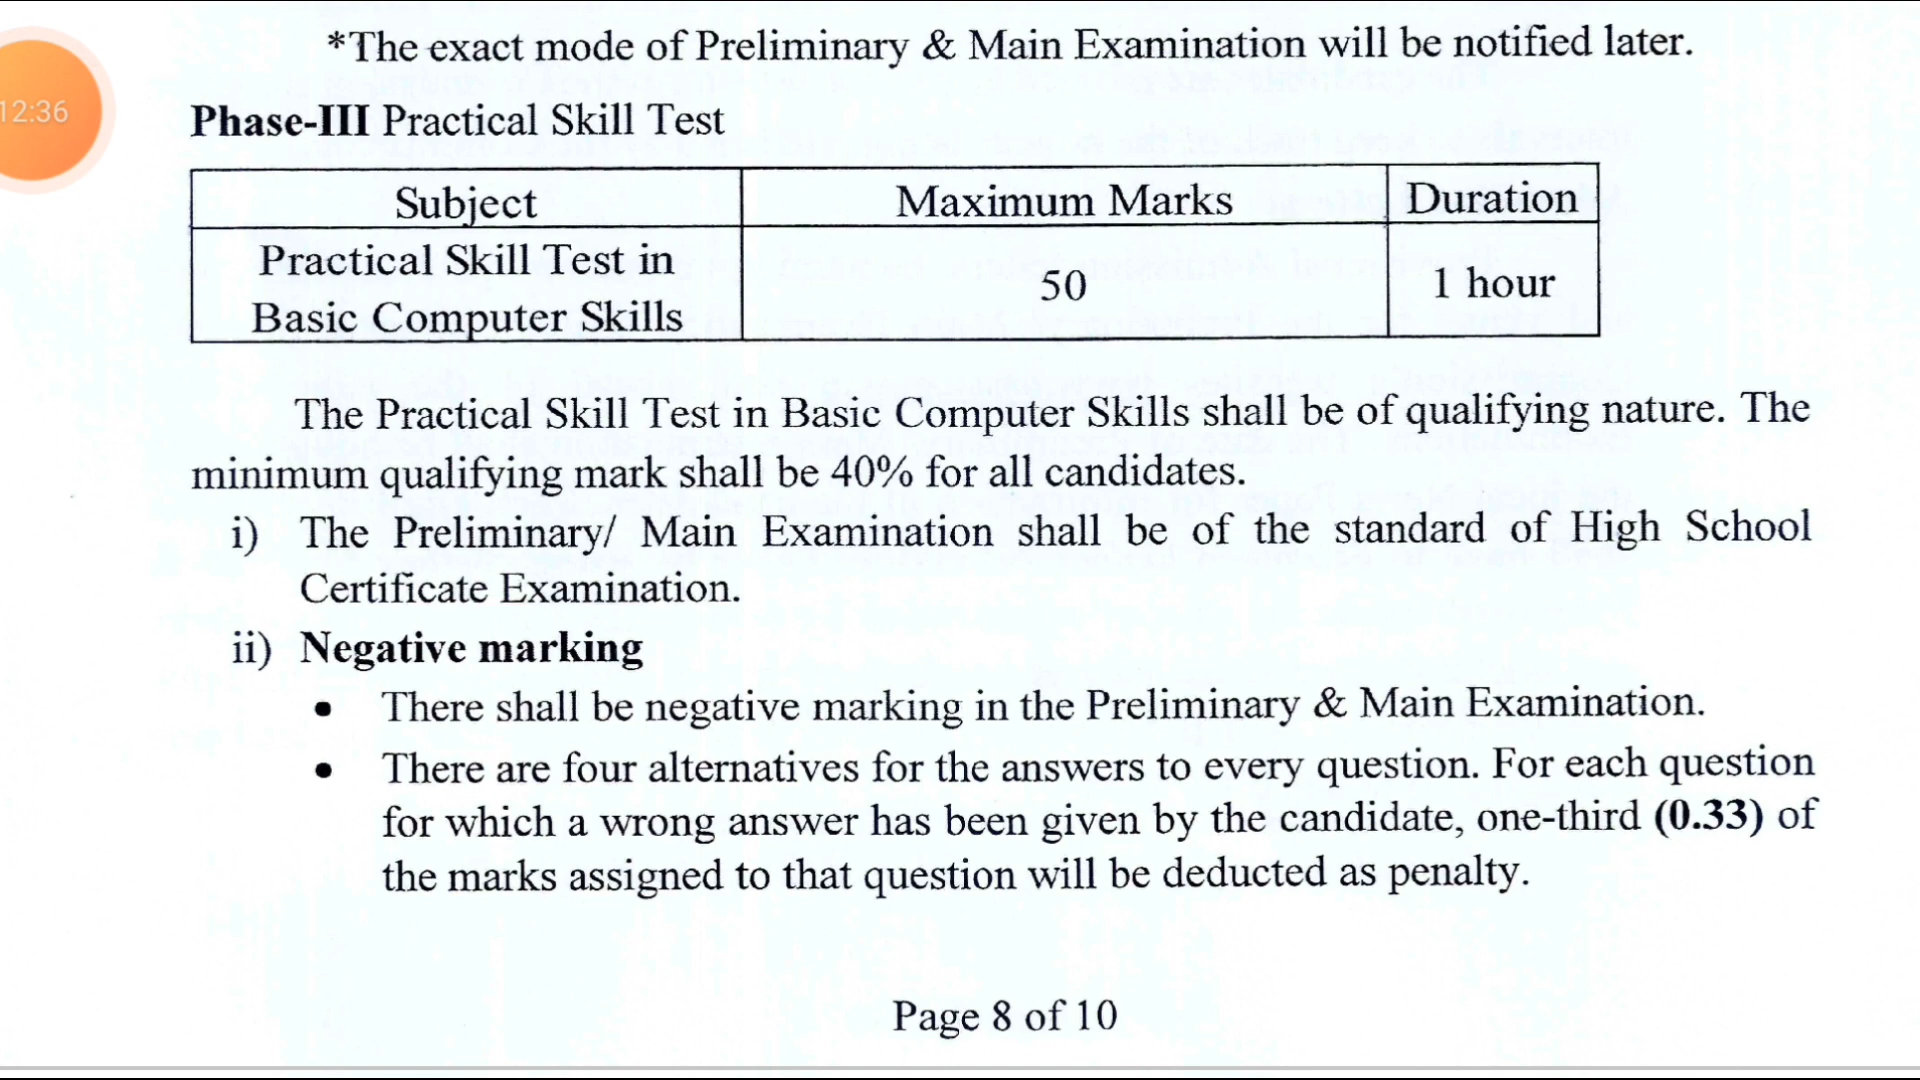 *The exact mode of Preliminary & Main Examination will be notified later.
12:36
Phase-III Practical Skill Test
Subject Maximum Marks Duration
Practical Skill Test in
Basic Computer Skills 50 1 hour
The Practical Skill Test in Basic Computer Skills shall be of qualifying nature. The
minimum qualifying mark shall be 40% for all candidates.
i) The Preliminary/ Main Examination shall be of the standard of High School
Certificate Examination.
ii) Negative marking
• There shall be negative marking in the Preliminary & Main Examination.
• There are four alternatives for the answers to every question. For each question
for which a wrong answer has been given by the candidate, one-third (0.33) of
the marks assigned to that question will be deducted as penalty.
Page 8 of 10